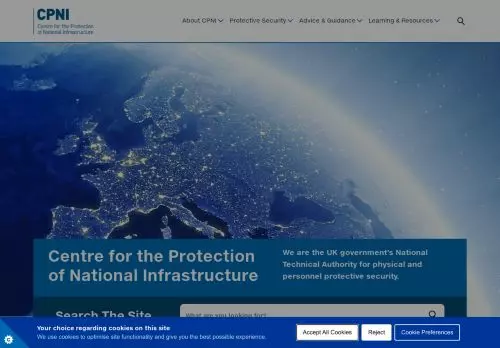 CPNI
Centre for the Protection
of National Infrastructure
About CPNI
Protective Security
Advice & Guidance
Learning & Resources
Centre for the Protection
of National Infrastructure
We are the UK government's National
Technical Authority for physical and
personnel protective security.
Search The Site
What are you looking for?
Your choice regarding cookies on this site
We use cookies to optimise site functionality and give you the best possible experience.
Accept All Cookies
Reject
Cookie Preferences